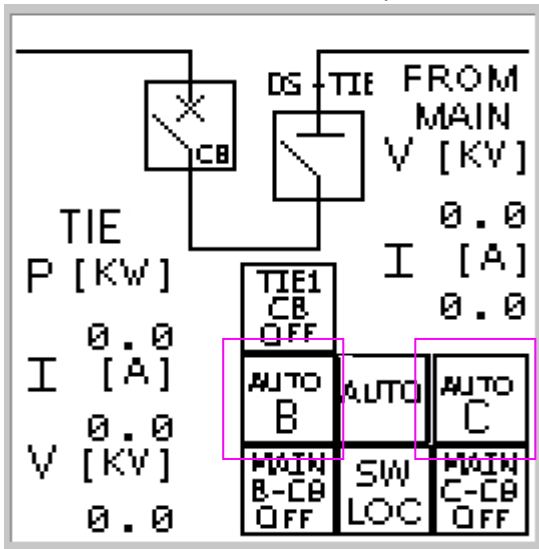 DS-TIE
CB
FROM
MAIN
V [KV]
0.0
I [A]
0.0
TIE
P [KW]
0.0
I [A]
0.0
V [KV]
0.0
TIE1
CB
OFF
AUTO
B
AUTO
AUTO
C
MAIN
B-CB
OFF
SW
LOC
MAIN
C-CB
OFF